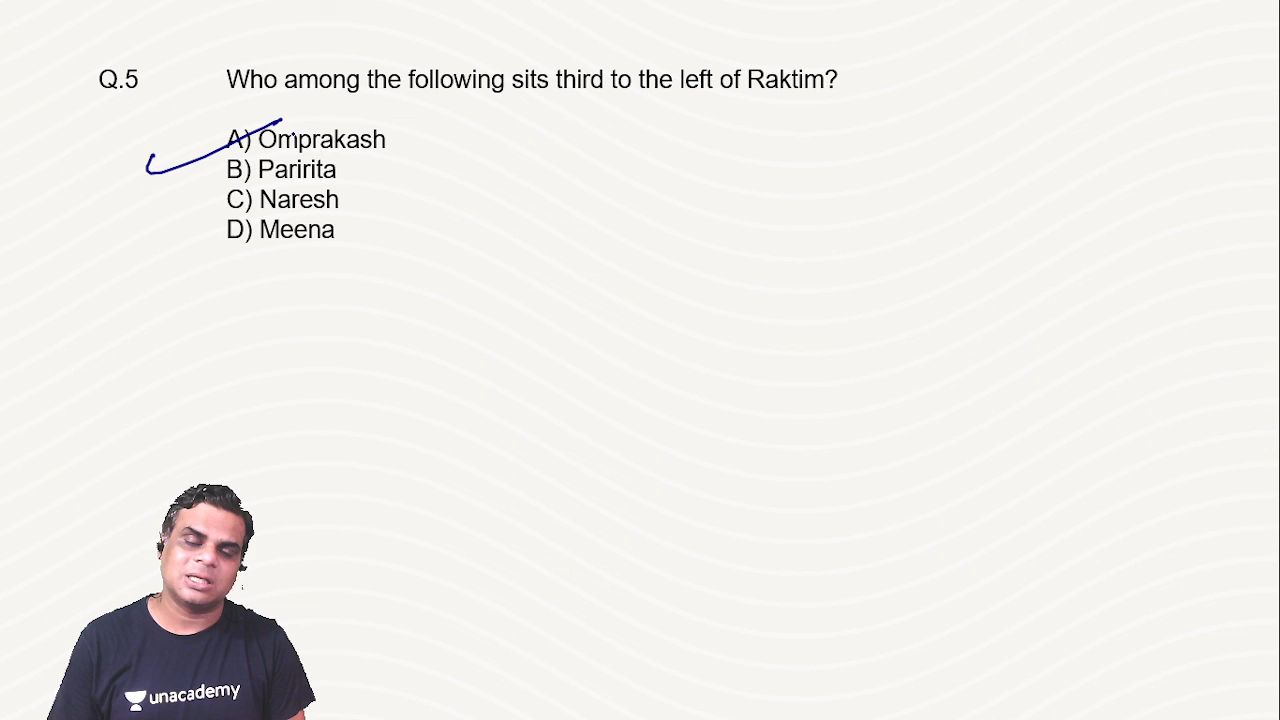 Q.5 Who among the following sits third to the left of Raktim?
A) Omprakash
B) Paririta
C) Naresh
D) Meena
unacademy